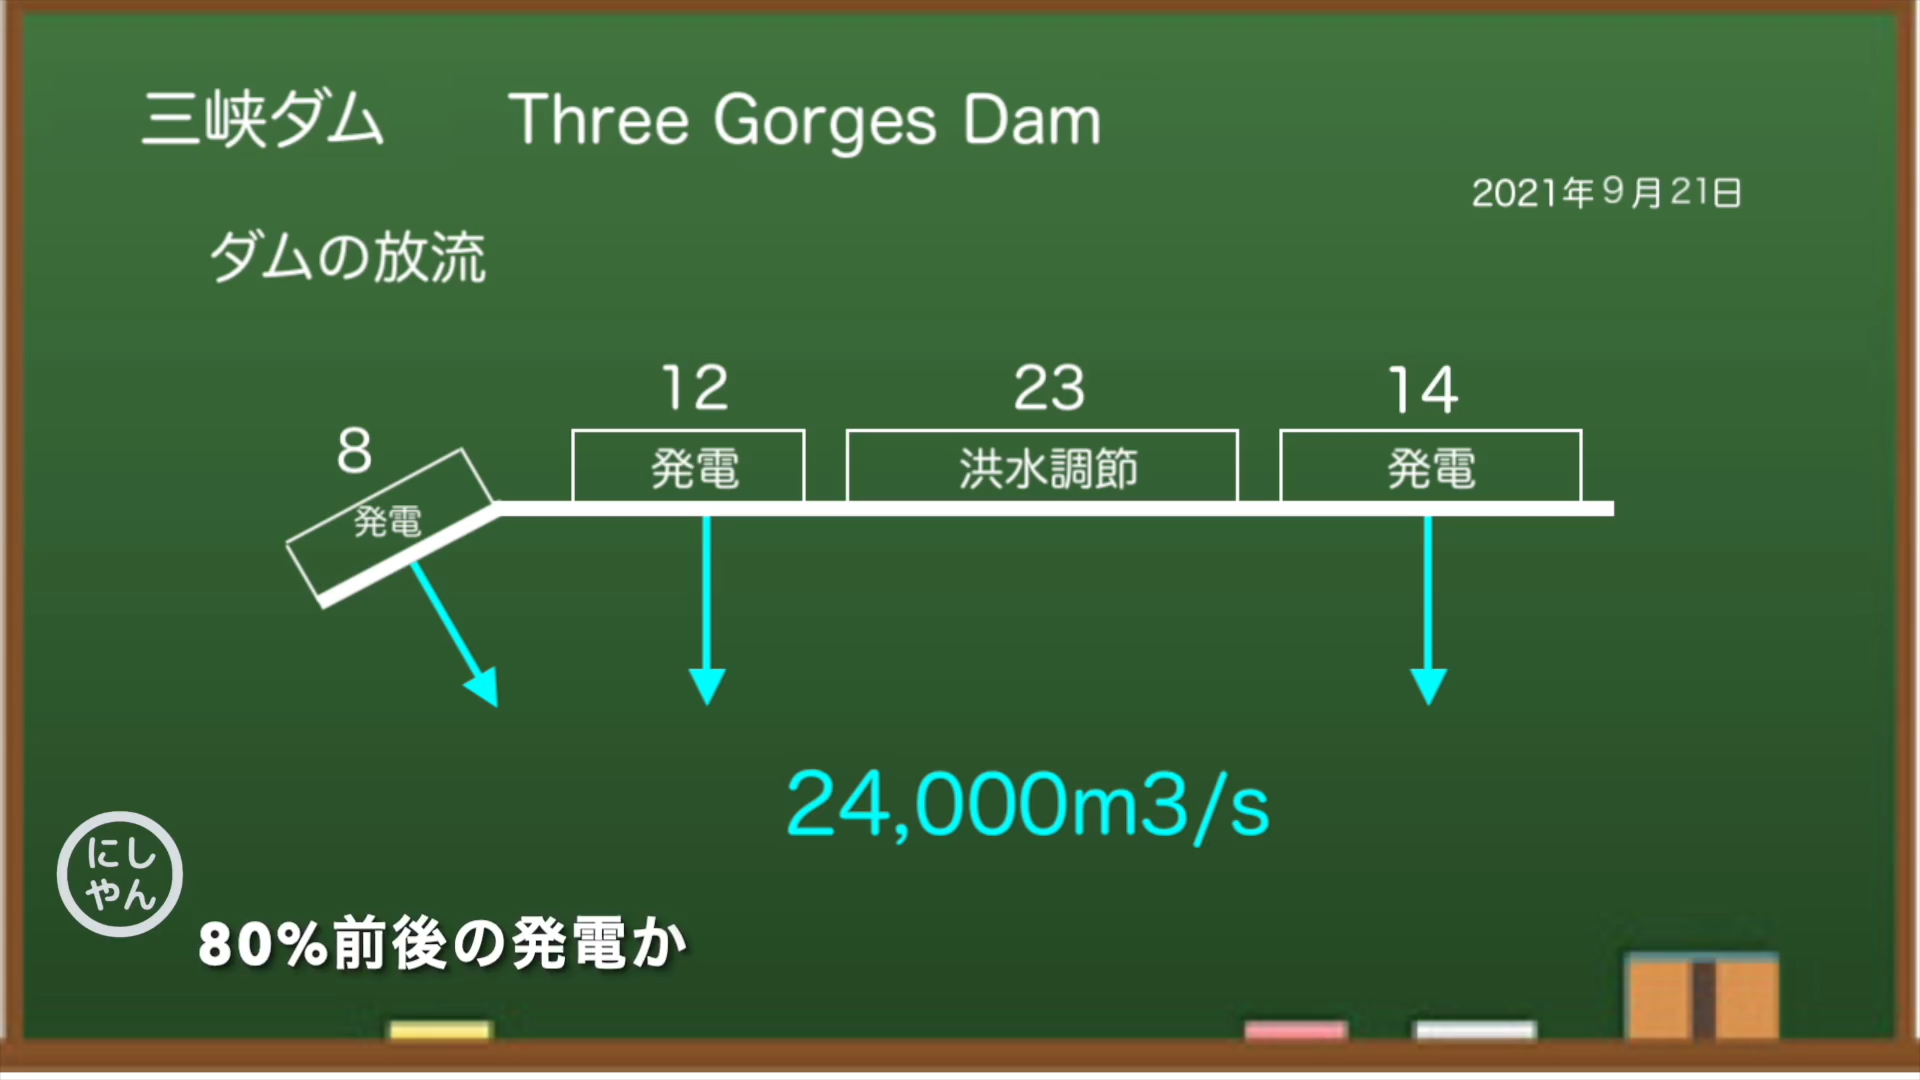 三峡ダム Three Gorges Dam
2021年9月21日
ダムの放流
8
12
23
14
発電
発電
洪水調節
発電
24,000m3/s
にし
やん
80%前後の発電か